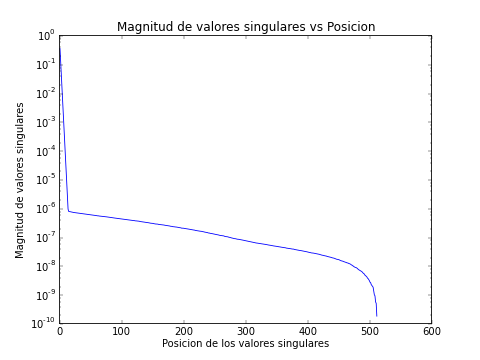 Magnitud de valores singulares vs Posicion
10^0
10^-1
10^-2
10^-3
10^-4
10^-5
10^-6
10^-7
10^-8
10^-9
10^-10
Magnitud de valores singulares
0 100 200 300 400 500 600
Posicion de los valores singulares